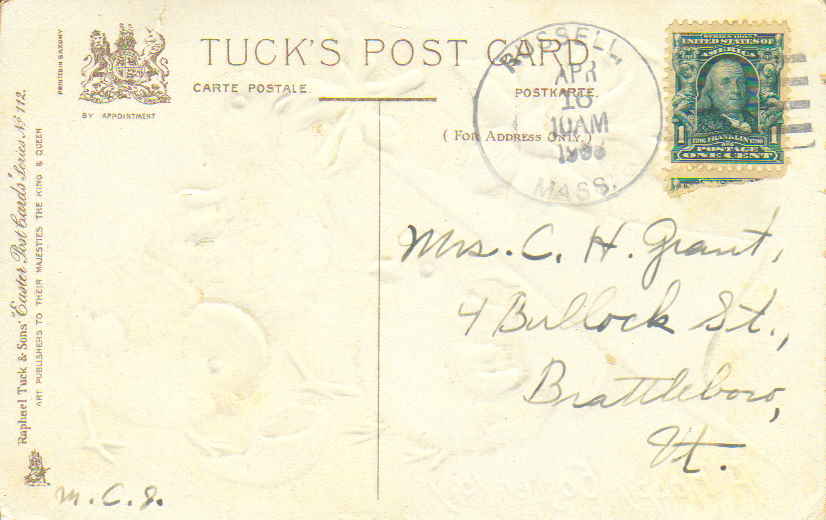 TUCK'S POST CARD.
CARTE POSTALE.
POSTKARTE.
( FOR ADDRESS ONLY.)
BY APPOINTMENT
PRINTED IN SAXONY
Raphael Tuck & Sons' "Easter Post Cards" Series No 112.
ART PUBLISHERS TO THEIR MAJESTIES THE KING & QUEEN
RUSSELL,
APR
10 AM
MASS.
UNITED STATES OF
AMERICA
1 1
FRANKLIN
POSTAGE
ONE CENT
Mrs. C. H. Grant,
4 Bullock St.,
Brattleboro,
Vt.
M. C. J.